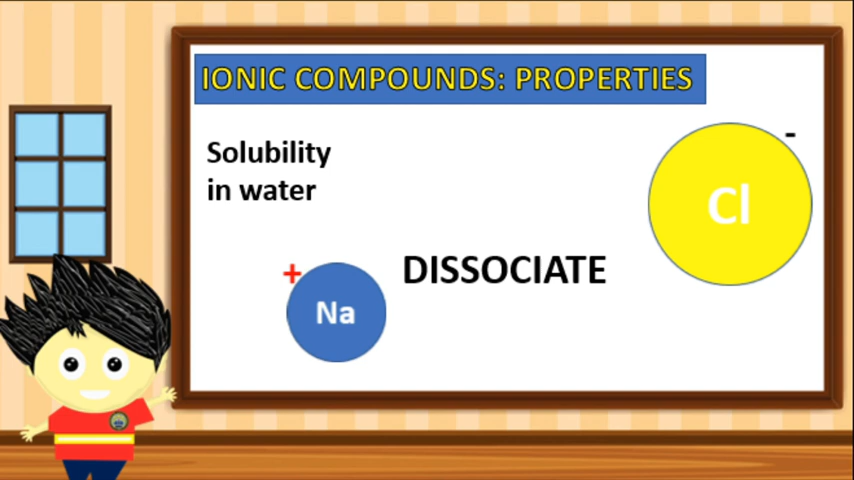 IONIC COMPOUNDS: PROPERTIES
Solubility
in water
-
Cl
DISSOCIATE
+
Na